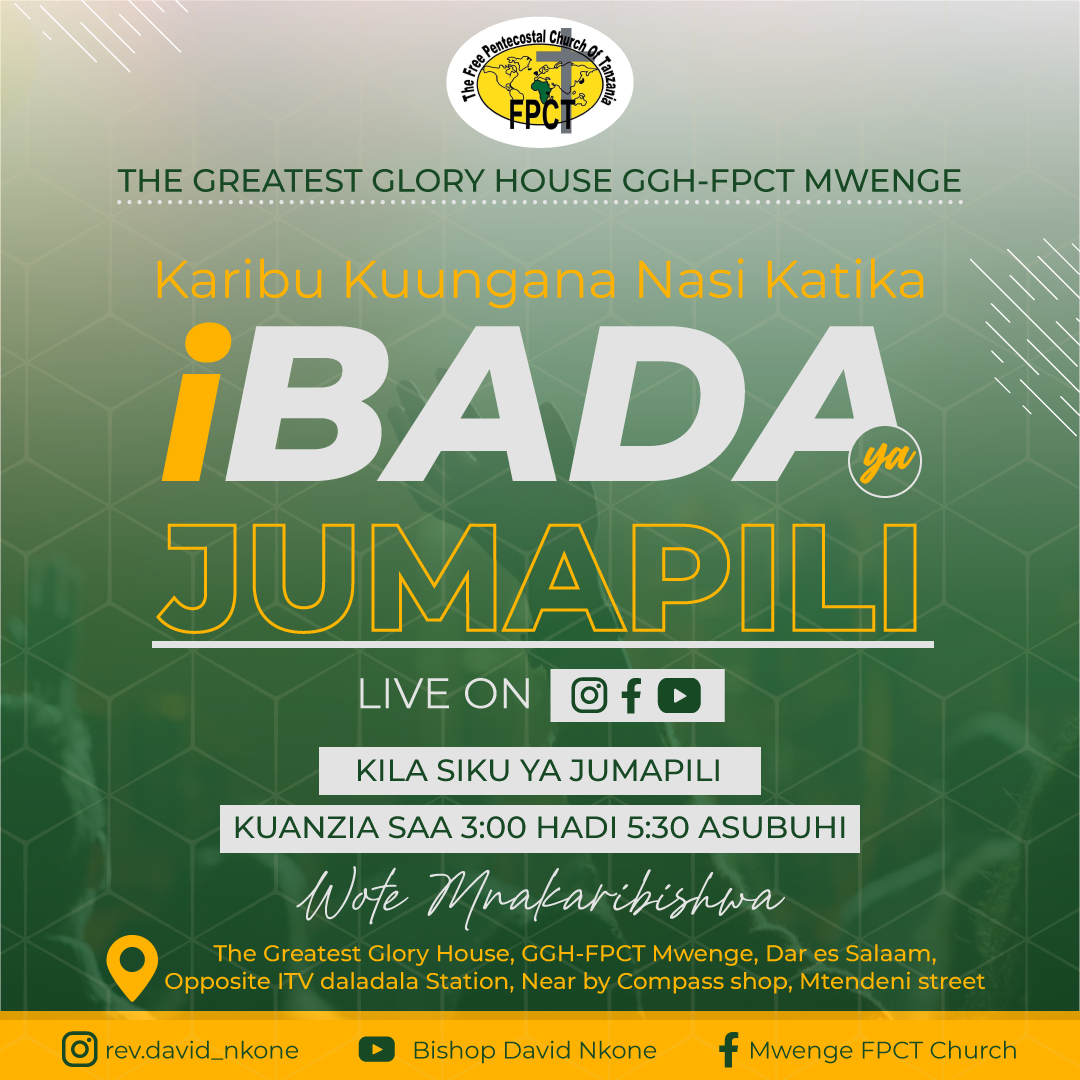 The Free Pentecostal Church Of Tanzania
FPCT
THE GREATEST GLORY HOUSE GGH-FPCT MWENGE
Karibu Kuungana Nasi Katika
iBADA
ya
JUMAPILI
LIVE ON
KILA SIKU YA JUMAPILI
KUANZIA SAA 3:00 HADI 5:30 ASUBUHI
Wote Mnakaribishwa
The Greatest Glory House, GGH-FPCT Mwenge, Dar es Salaam,
Opposite ITV daladala Station, Near by Compass shop, Mtendeni street
rev.david_nkone Bishop David Nkone Mwenge FPCT Church